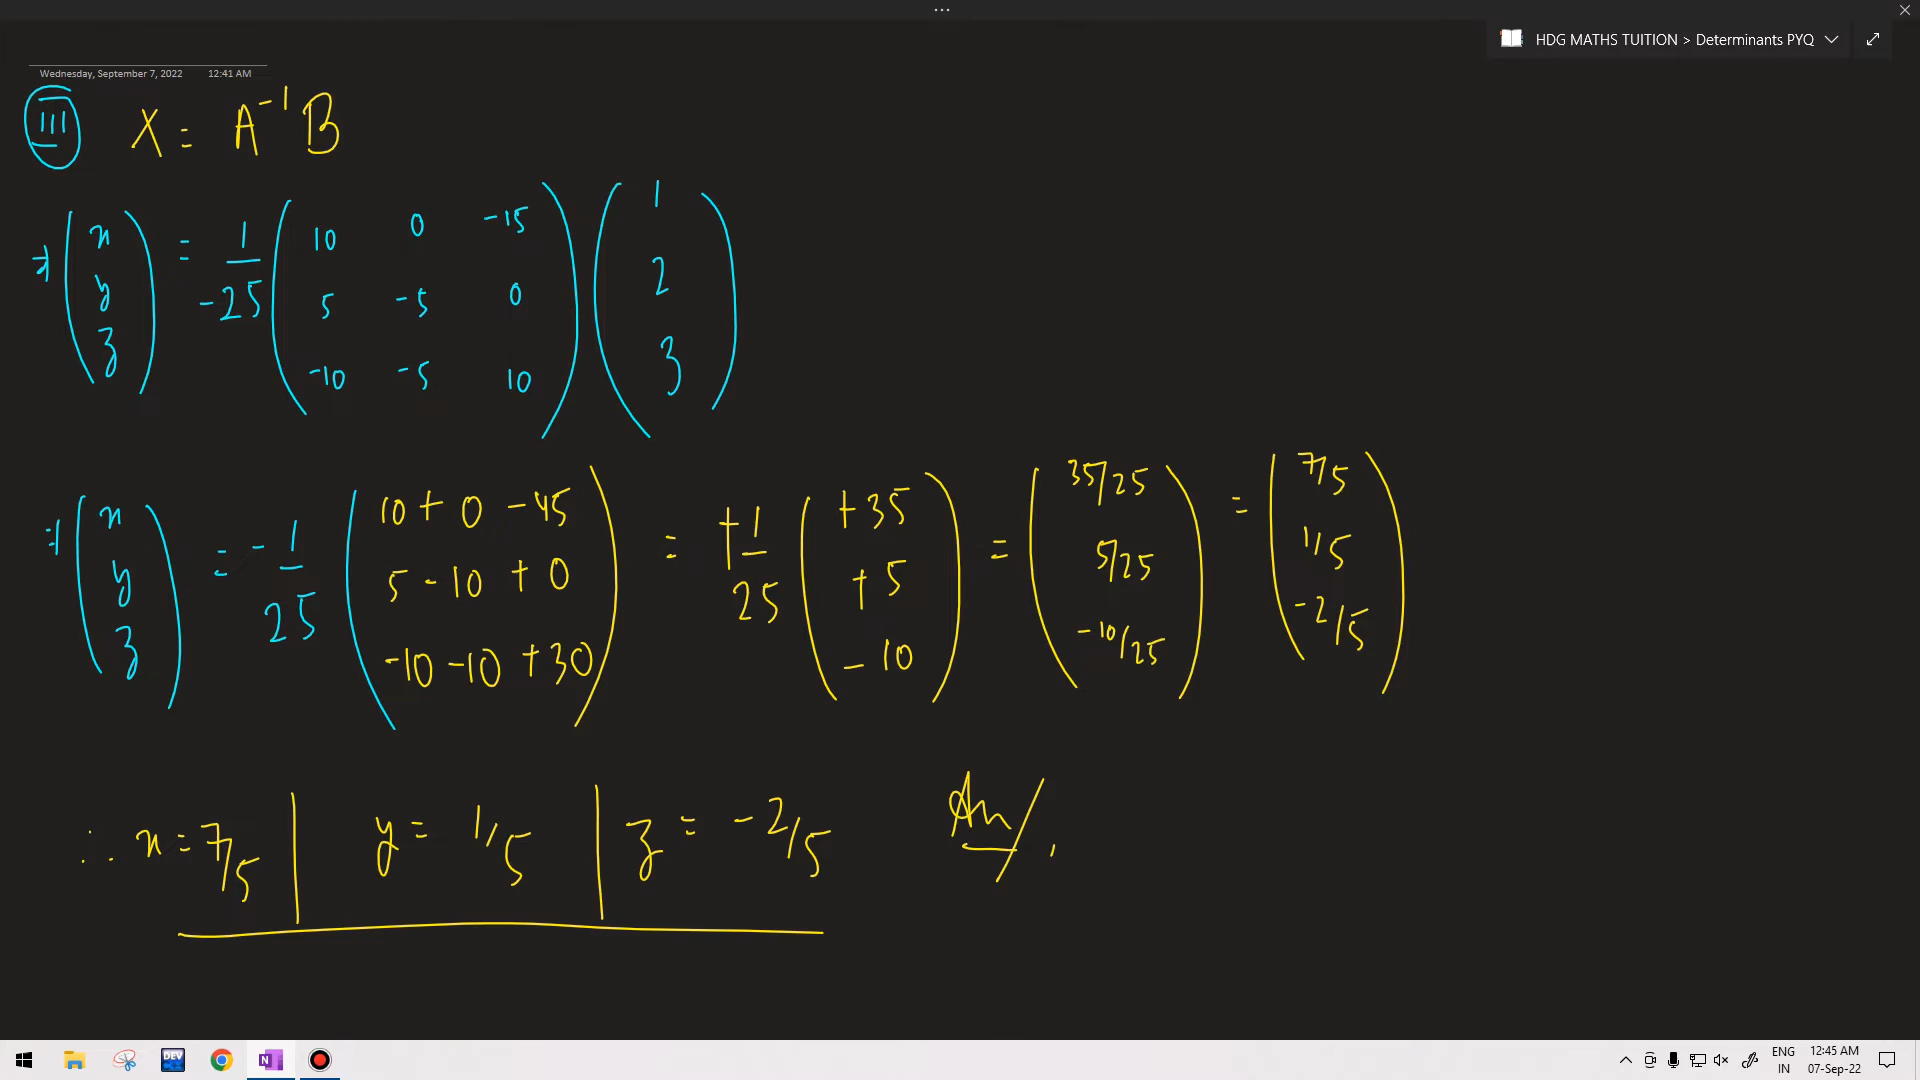 HDG MATHS TUITION > Determinants PYQ
Wednesday, September 7, 2022 12:41 AM
III X = A⁻¹ B
⇒ (x y z) = 1/-25 (10 0 -15
5 -5 0
-10 -5 10) (1 2 3)
⇒ (x y z) = -1/25 (10 + 0 - 45
5 - 10 + 0
-10 - 10 + 30) = +1/25 (+35 +5 -10) = (35/25 5/25 -10/25) = (7/5 1/5 -2/5)
∴ x = 7/5 | y = 1/5 | z = -2/5 An/.
DEV
N
ENG
IN
12:45 AM
07-Sep-22